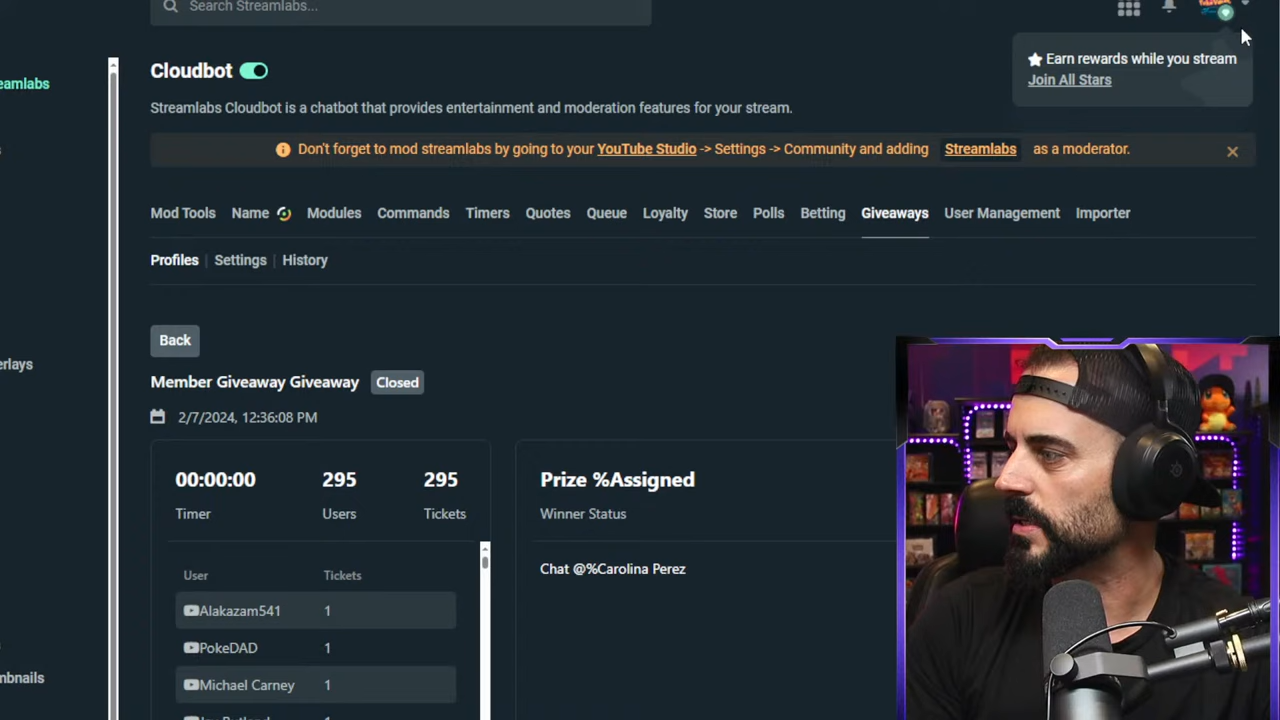 Search Streamlabs...
eamlabs
Cloudbot
Earn rewards while you stream
Join All Stars
Streamlabs Cloudbot is a chatbot that provides entertainment and moderation features for your stream.
Don't forget to mod streamlabs by going to your YouTube Studio -> Settings -> Community and adding Streamlabs as a moderator.
Mod Tools Name Modules Commands Timers Quotes Queue Loyalty Store Polls Betting Giveaways User Management Importer
Profiles Settings History
Back
erlays
Member Giveaway Giveaway Closed
2/7/2024, 12:36:08 PM
00:00:00 295 295
Timer Users Tickets
Prize %Assigned
Winner Status
Chat @%Carolina Perez
User Tickets
Alakazam541 1
PokeDAD 1
Michael Carney 1
mbnails